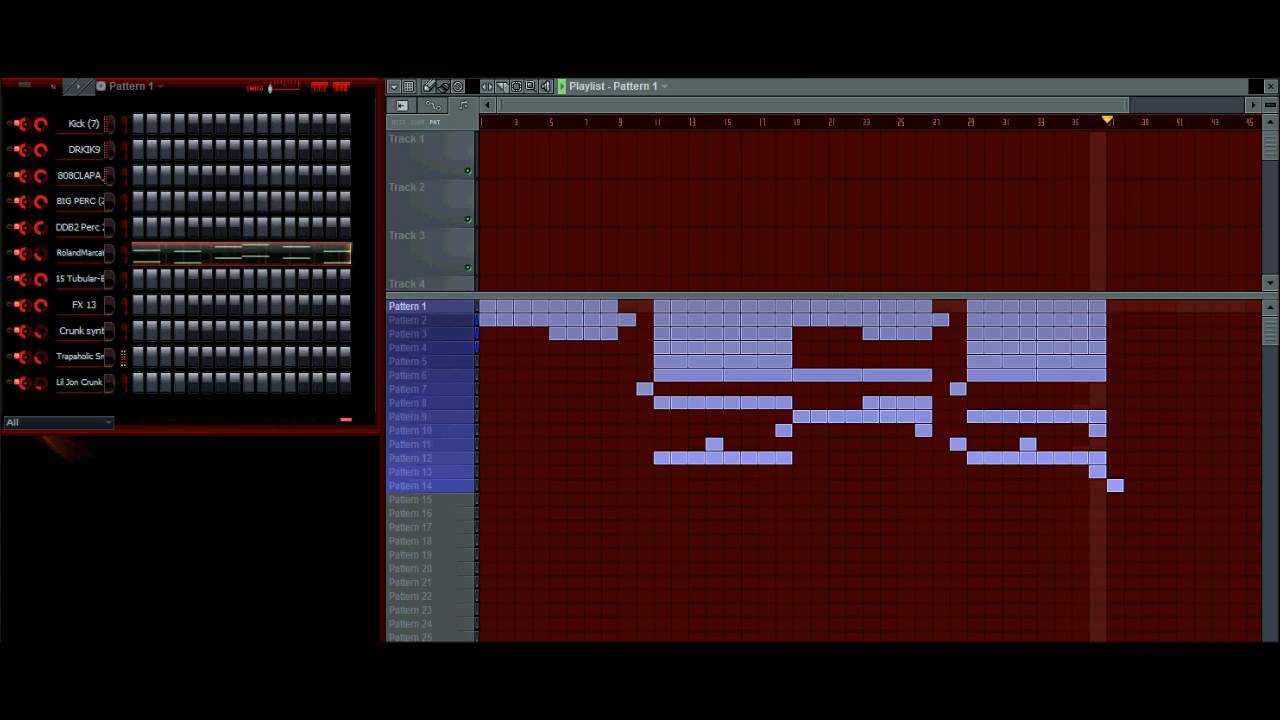 Pattern 1
SWING
Kick (7)
DRKIK9
808CLAPA_
BIG PERC (2
DDB2 Perc 2
RolandMarcat
15 Tubular-B
FX 13
Crunk synt
Trapaholic Sn
Lil Jon Crunk
All
Playlist - Pattern 1
1 3 5 7 9 11 13 15 17 19 21 23 25 27 29 31 33 35 39 41 43 45
Track 1
Track 2
Track 3
Track 4
Pattern 1
Pattern 2
Pattern 3
Pattern 4
Pattern 5
Pattern 6
Pattern 7
Pattern 8
Pattern 9
Pattern 10
Pattern 11
Pattern 12
Pattern 13
Pattern 14
Pattern 15
Pattern 16
Pattern 17
Pattern 18
Pattern 19
Pattern 20
Pattern 21
Pattern 22
Pattern 23
Pattern 24
Pattern 25